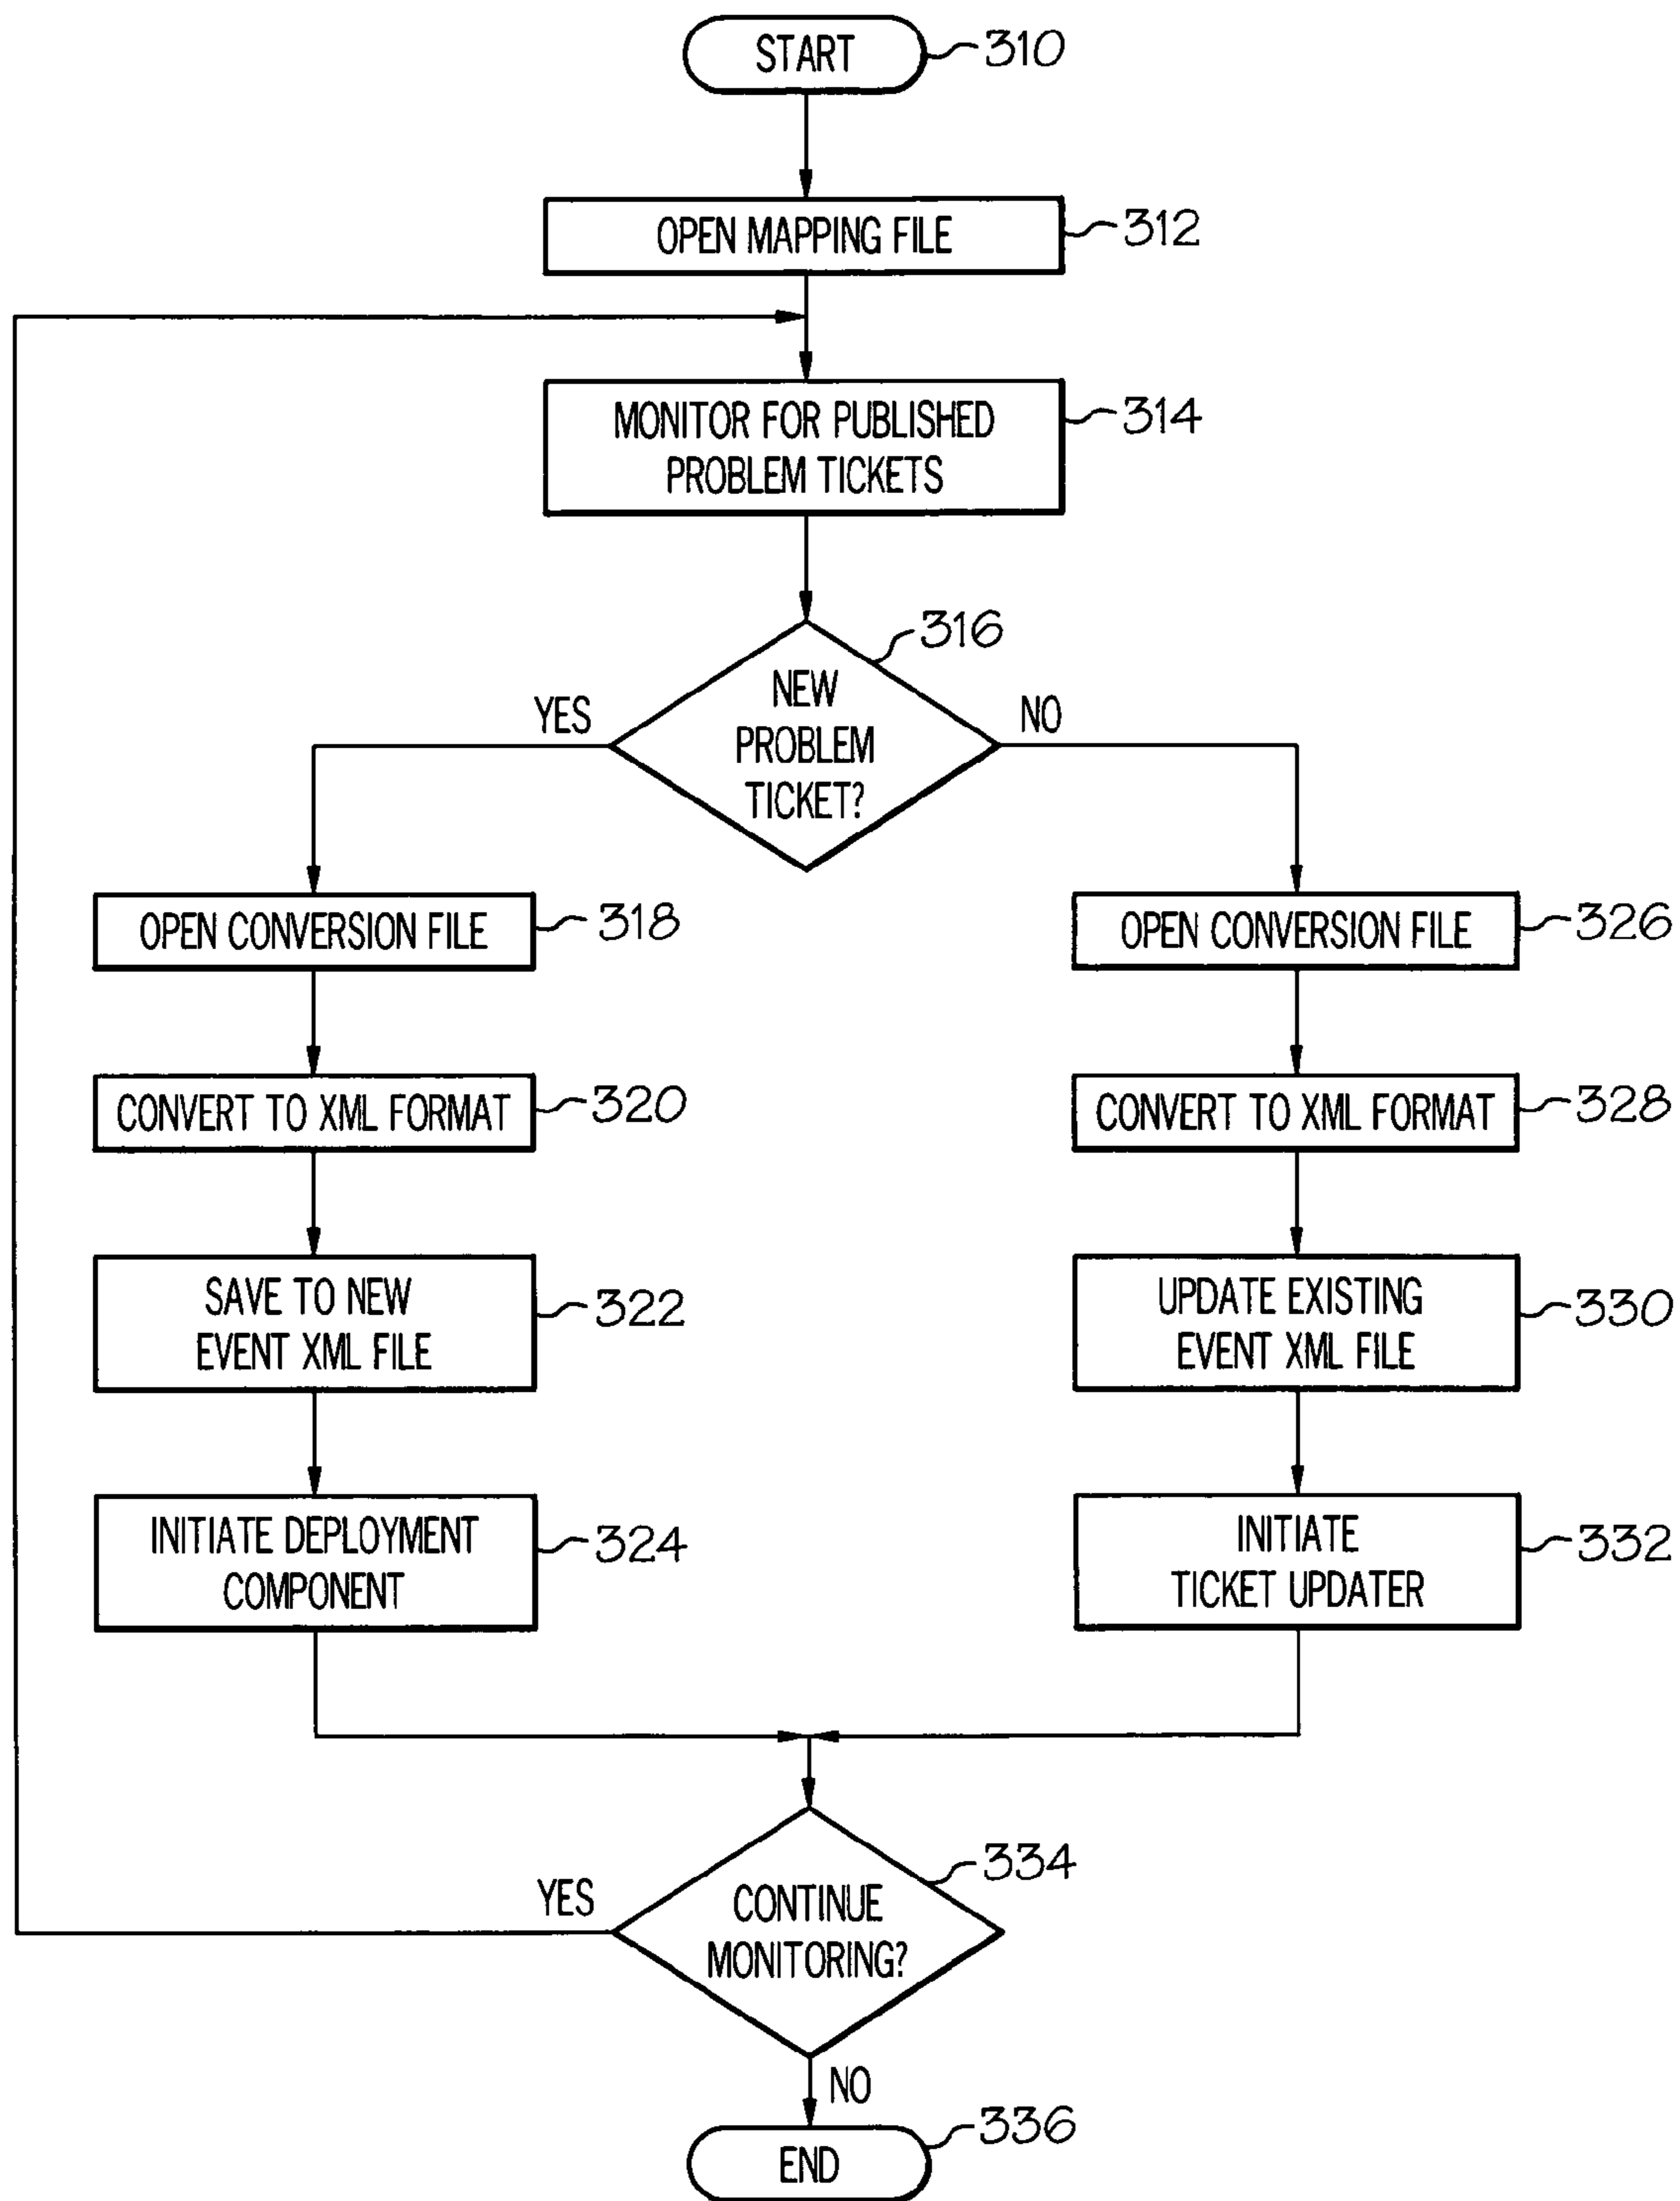 START
310
OPEN MAPPING FILE
312
MONITOR FOR PUBLISHED
PROBLEM TICKETS
314
316
NEW
PROBLEM
TICKET?
YES
NO
OPEN CONVERSION FILE
318
OPEN CONVERSION FILE
326
CONVERT TO XML FORMAT
320
CONVERT TO XML FORMAT
328
SAVE TO NEW
EVENT XML FILE
322
UPDATE EXISTING
EVENT XML FILE
330
INITIATE DEPLOYMENT
COMPONENT
324
INITIATE
TICKET UPDATER
332
334
YES
CONTINUE
MONITORING?
NO
336
END